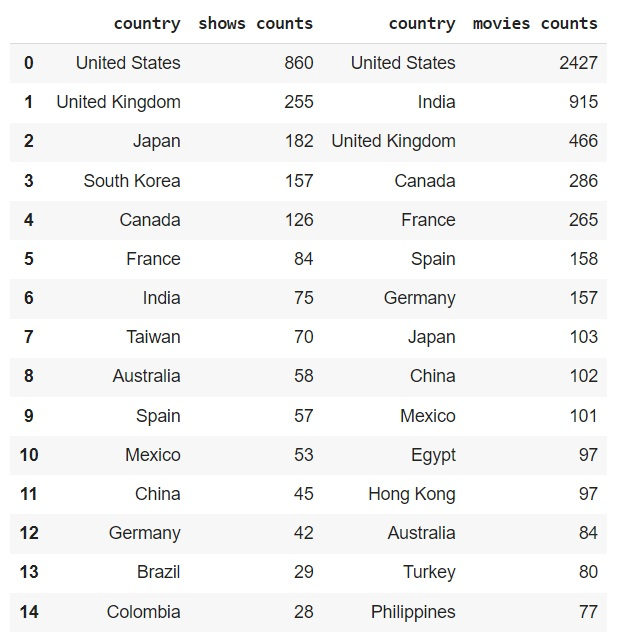 country shows counts country movies counts
0 United States 860 United States 2427
1 United Kingdom 255 India 915
2 Japan 182 United Kingdom 466
3 South Korea 157 Canada 286
4 Canada 126 France 265
5 France 84 Spain 158
6 India 75 Germany 157
7 Taiwan 70 Japan 103
8 Australia 58 China 102
9 Spain 57 Mexico 101
10 Mexico 53 Egypt 97
11 China 45 Hong Kong 97
12 Germany 42 Australia 84
13 Brazil 29 Turkey 80
14 Colombia 28 Philippines 77